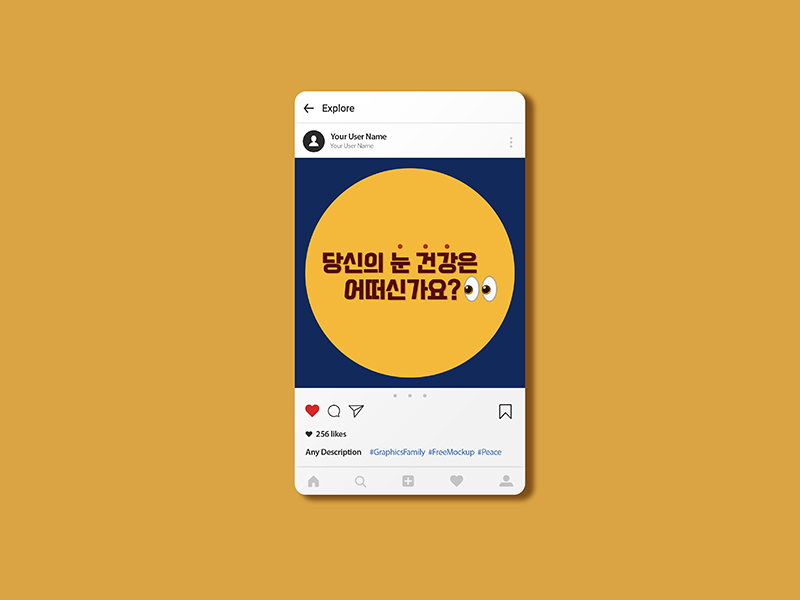 Explore
Your User Name
Your User Name
당신의 눈 건강은
어떠신가요?👀
256 likes
Any Description #GraphicsFamily #FreeMockup #Peace